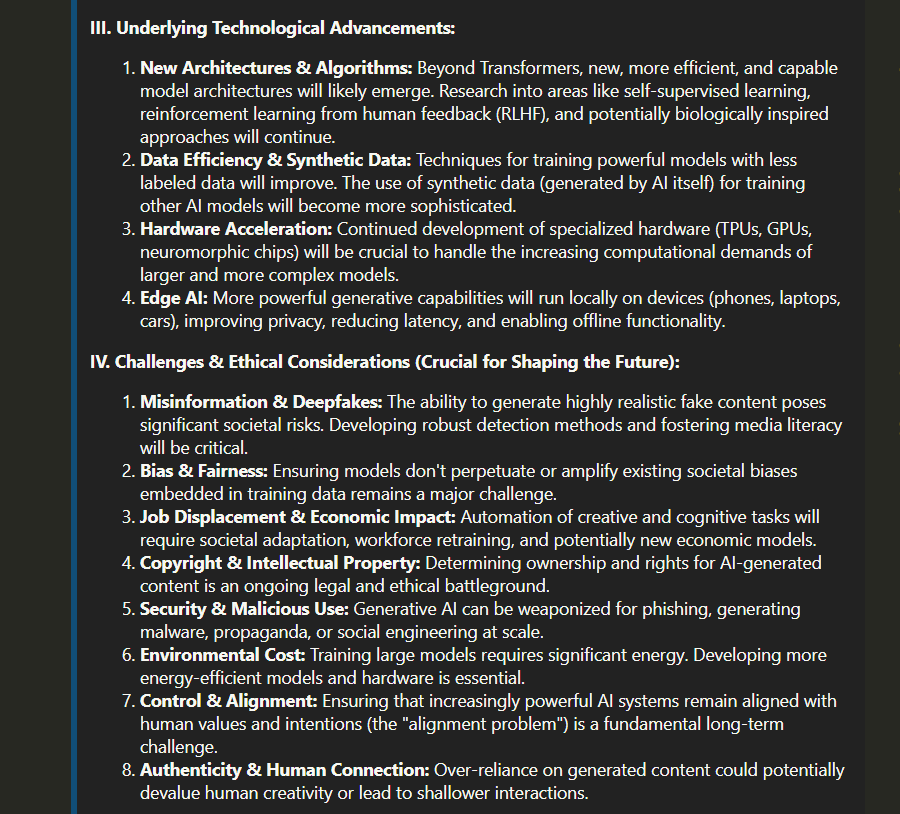 III. Underlying Technological Advancements:
1. New Architectures & Algorithms: Beyond Transformers, new, more efficient, and capable
model architectures will likely emerge. Research into areas like self-supervised learning,
reinforcement learning from human feedback (RLHF), and potentially biologically inspired
approaches will continue.
2. Data Efficiency & Synthetic Data: Techniques for training powerful models with less
labeled data will improve. The use of synthetic data (generated by AI itself) for training
other AI models will become more sophisticated.
3. Hardware Acceleration: Continued development of specialized hardware (TPUs, GPUs,
neuromorphic chips) will be crucial to handle the increasing computational demands of
larger and more complex models.
4. Edge AI: More powerful generative capabilities will run locally on devices (phones, laptops,
cars), improving privacy, reducing latency, and enabling offline functionality.
IV. Challenges & Ethical Considerations (Crucial for Shaping the Future):
1. Misinformation & Deepfakes: The ability to generate highly realistic fake content poses
significant societal risks. Developing robust detection methods and fostering media literacy
will be critical.
2. Bias & Fairness: Ensuring models don't perpetuate or amplify existing societal biases
embedded in training data remains a major challenge.
3. Job Displacement & Economic Impact: Automation of creative and cognitive tasks will
require societal adaptation, workforce retraining, and potentially new economic models.
4. Copyright & Intellectual Property: Determining ownership and rights for AI-generated
content is an ongoing legal and ethical battleground.
5. Security & Malicious Use: Generative AI can be weaponized for phishing, generating
malware, propaganda, or social engineering at scale.
6. Environmental Cost: Training large models requires significant energy. Developing more
energy-efficient models and hardware is essential.
7. Control & Alignment: Ensuring that increasingly powerful AI systems remain aligned with
human values and intentions (the "alignment problem") is a fundamental long-term
challenge.
8. Authenticity & Human Connection: Over-reliance on generated content could potentially
devalue human creativity or lead to shallower interactions.